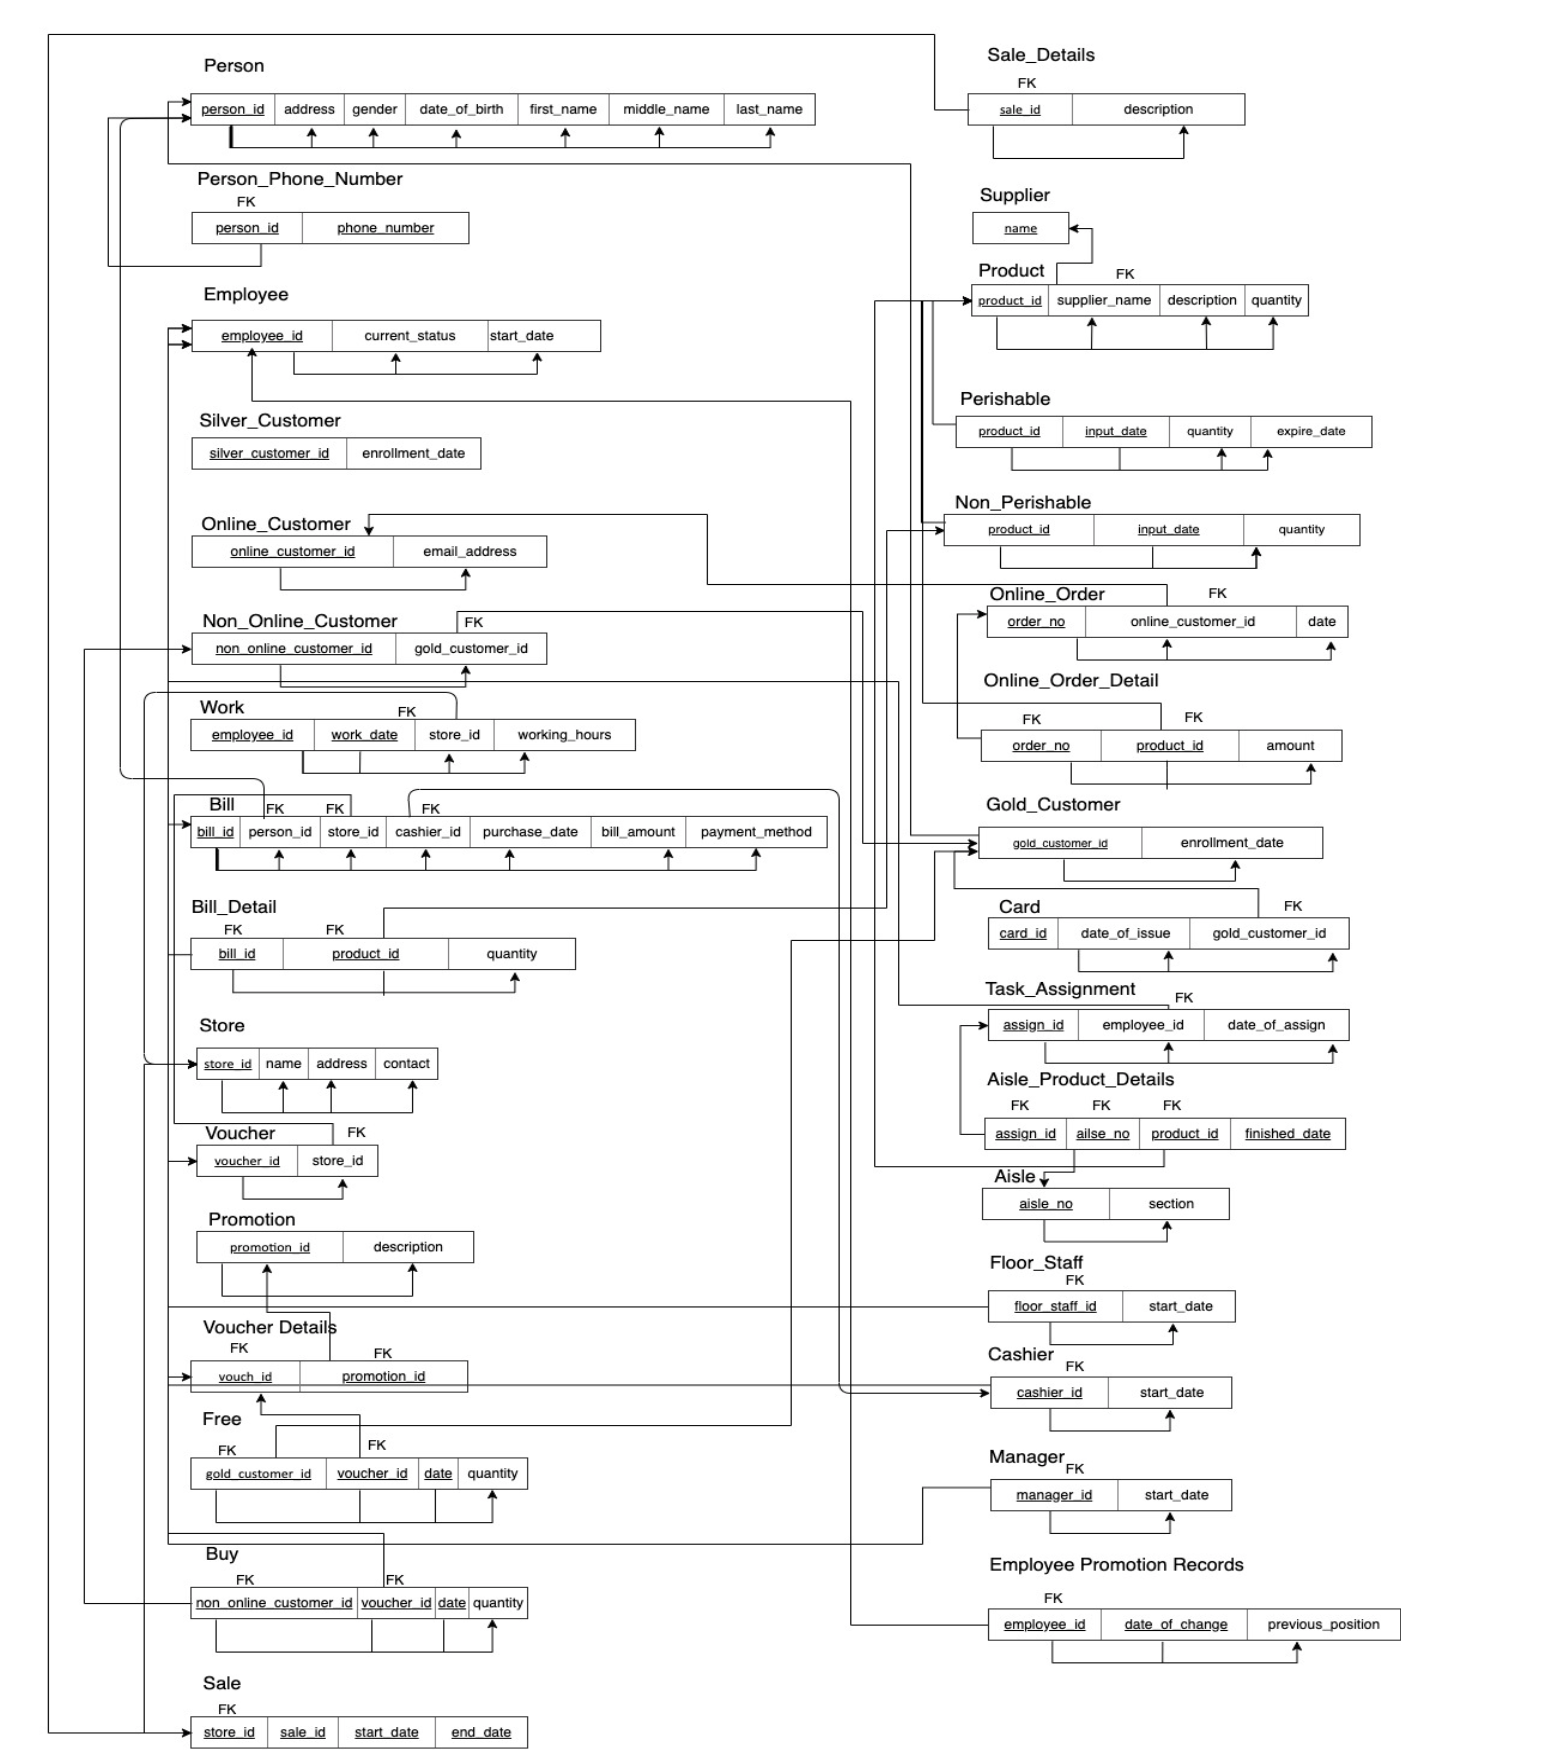 Person
person_id address gender date_of_birth first_name middle_name last_name
Person_Phone_Number
FK
person_id phone_number
Employee
employee_id current_status start_date
Silver_Customer
silver_customer_id enrollment_date
Online_Customer
online_customer_id email_address
Non_Online_Customer
FK
non_online_customer_id gold_customer_id
Work
FK
employee_id work_date store_id working_hours
Bill
FK FK FK
bill_id person_id store_id cashier_id purchase_date bill_amount payment_method
Bill_Detail
FK FK
bill_id product_id quantity
Store
store_id name address contact
Voucher
FK
voucher_id store_id
Promotion
promotion_id description
Voucher Details
FK FK
vouch_id promotion_id
Free
FK FK
gold_customer_id voucher_id date quantity
Buy
FK FK
non_online_customer_id voucher_id date quantity
Sale
FK
store_id sale_id start_date end_date
Sale_Details
FK
sale_id description
Supplier
name
Product
FK
product_id supplier_name description quantity
Perishable
product_id input_date quantity expire_date
Non_Perishable
product_id input_date quantity
Online_Order
FK
order_no online_customer_id date
Online_Order_Detail
FK FK
order_no product_id amount
Gold_Customer
gold_customer_id enrollment_date
Card
FK
card_id date_of_issue gold_customer_id
Task_Assignment
FK
assign_id employee_id date_of_assign
Aisle_Product_Details
FK FK FK
assign_id ailse_no product_id finished_date
Aisle
aisle_no section
Floor_Staff
FK
floor_staff_id start_date
Cashier
FK
cashier_id start_date
Manager
FK
manager_id start_date
Employee Promotion Records
FK
employee_id date_of_change previous_position